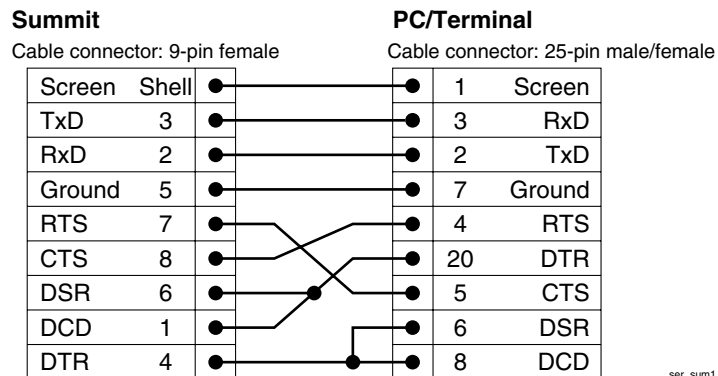 Summit PC/Terminal
Cable connector: 9-pin female Cable connector: 25-pin male/female
Screen Shell 1 Screen
TxD 3 3 RxD
RxD 2 2 TxD
Ground 5 7 Ground
RTS 7 4 RTS
CTS 8 20 DTR
DSR 6 5 CTS
DCD 1 6 DSR
DTR 4 8 DCD
ser_sum1